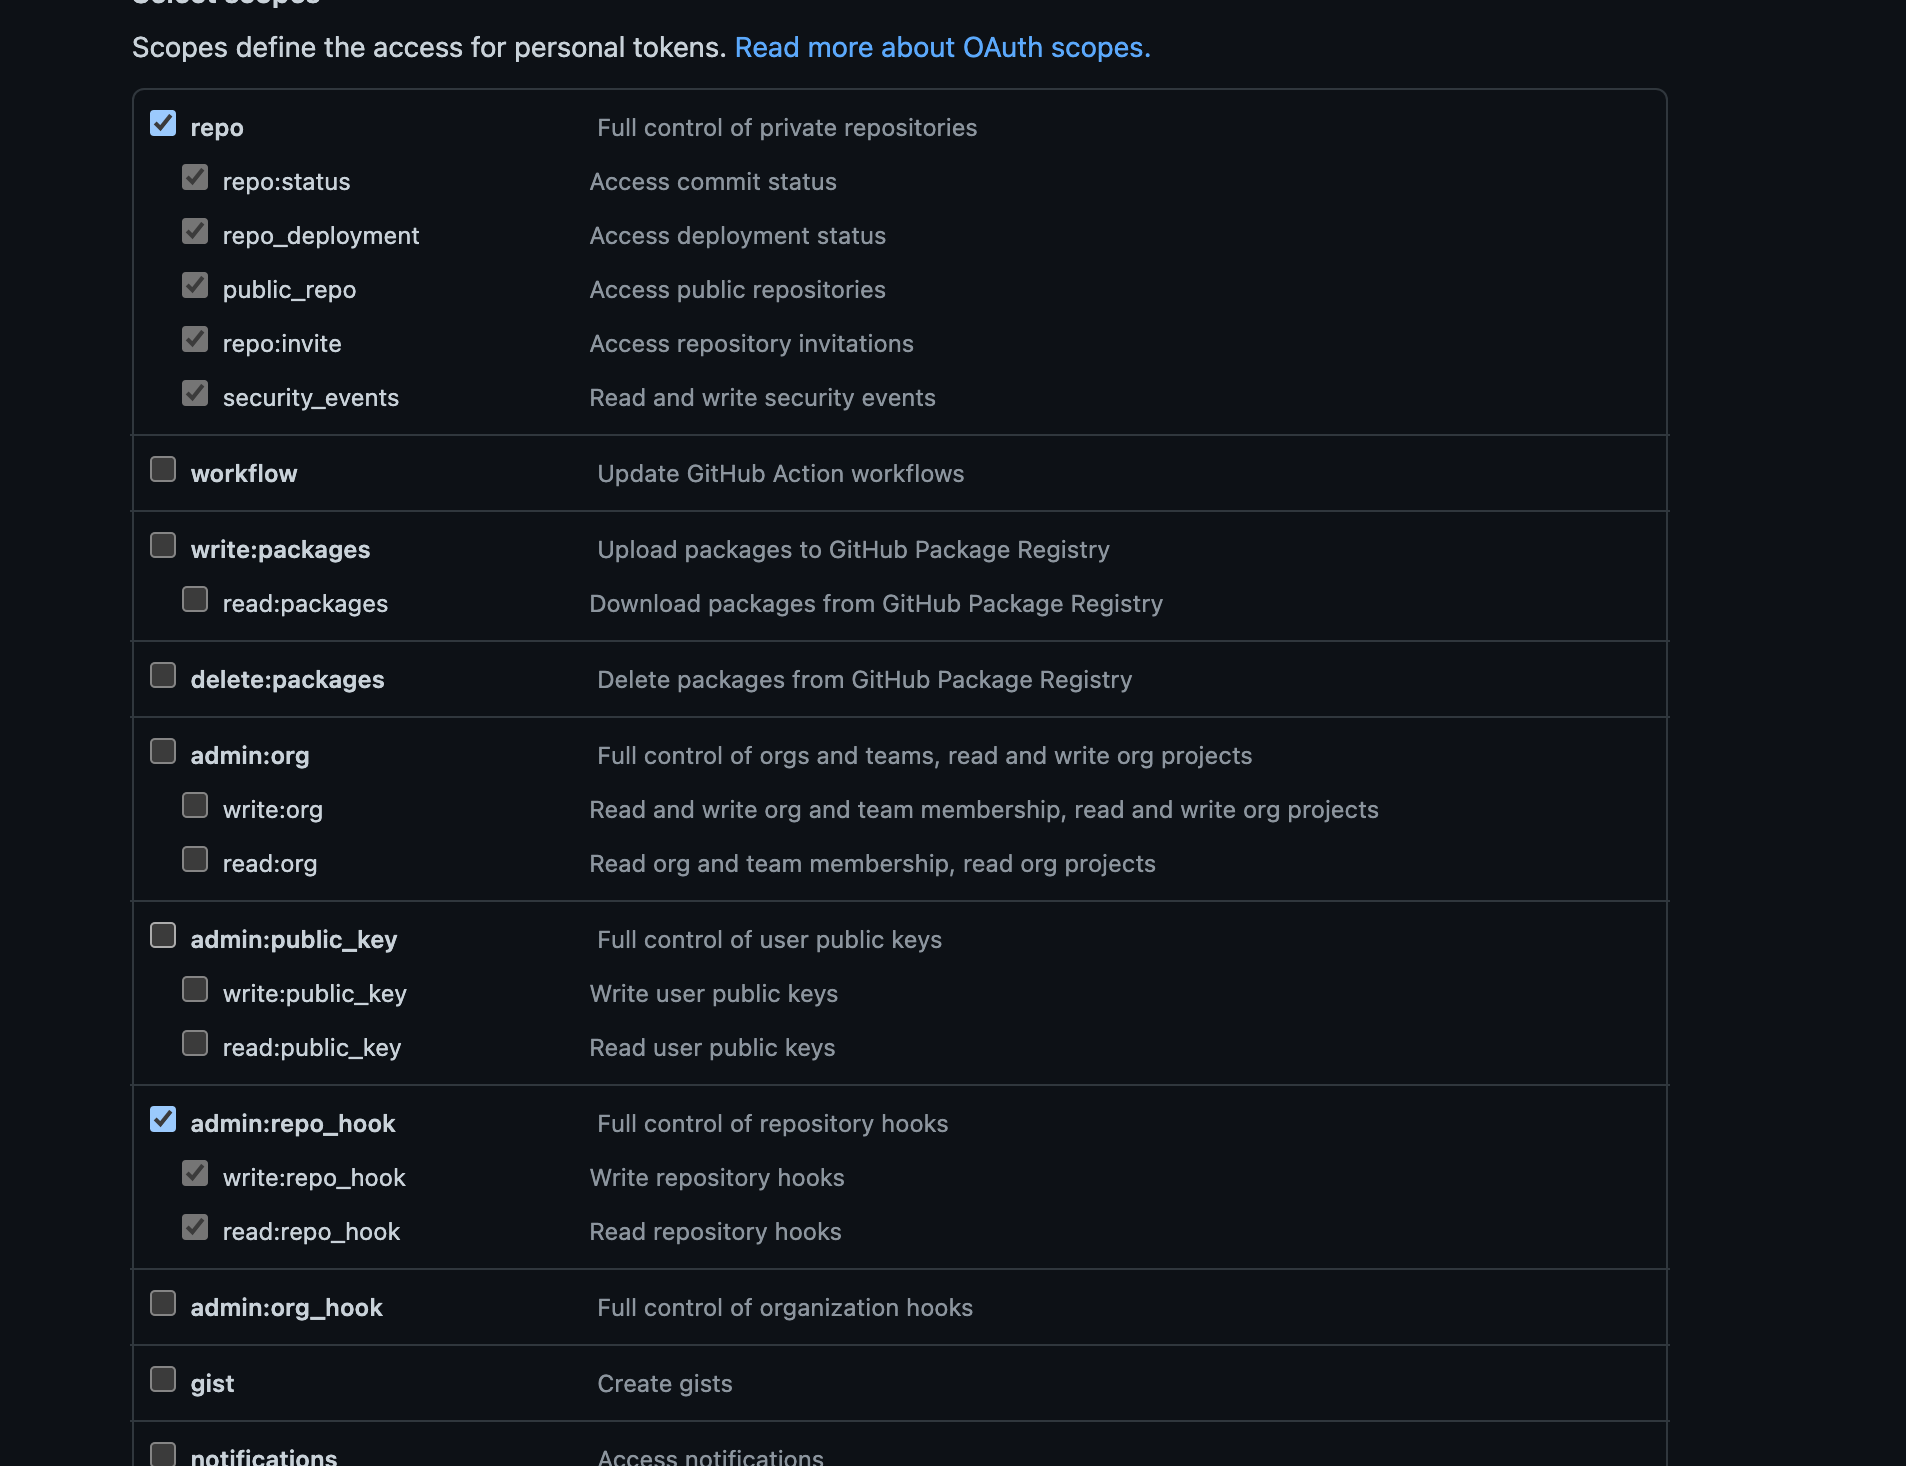 Select scopes
Scopes define the access for personal tokens. Read more about OAuth scopes.
repo Full control of private repositories
repo:status Access commit status
repo_deployment Access deployment status
public_repo Access public repositories
repo:invite Access repository invitations
security_events Read and write security events
workflow Update GitHub Action workflows
write:packages Upload packages to GitHub Package Registry
read:packages Download packages from GitHub Package Registry
delete:packages Delete packages from GitHub Package Registry
admin:org Full control of orgs and teams, read and write org projects
write:org Read and write org and team membership, read and write org projects
read:org Read org and team membership, read org projects
admin:public_key Full control of user public keys
write:public_key Write user public keys
read:public_key Read user public keys
admin:repo_hook Full control of repository hooks
write:repo_hook Write repository hooks
read:repo_hook Read repository hooks
admin:org_hook Full control of organization hooks
gist Create gists
notifications Access notifications